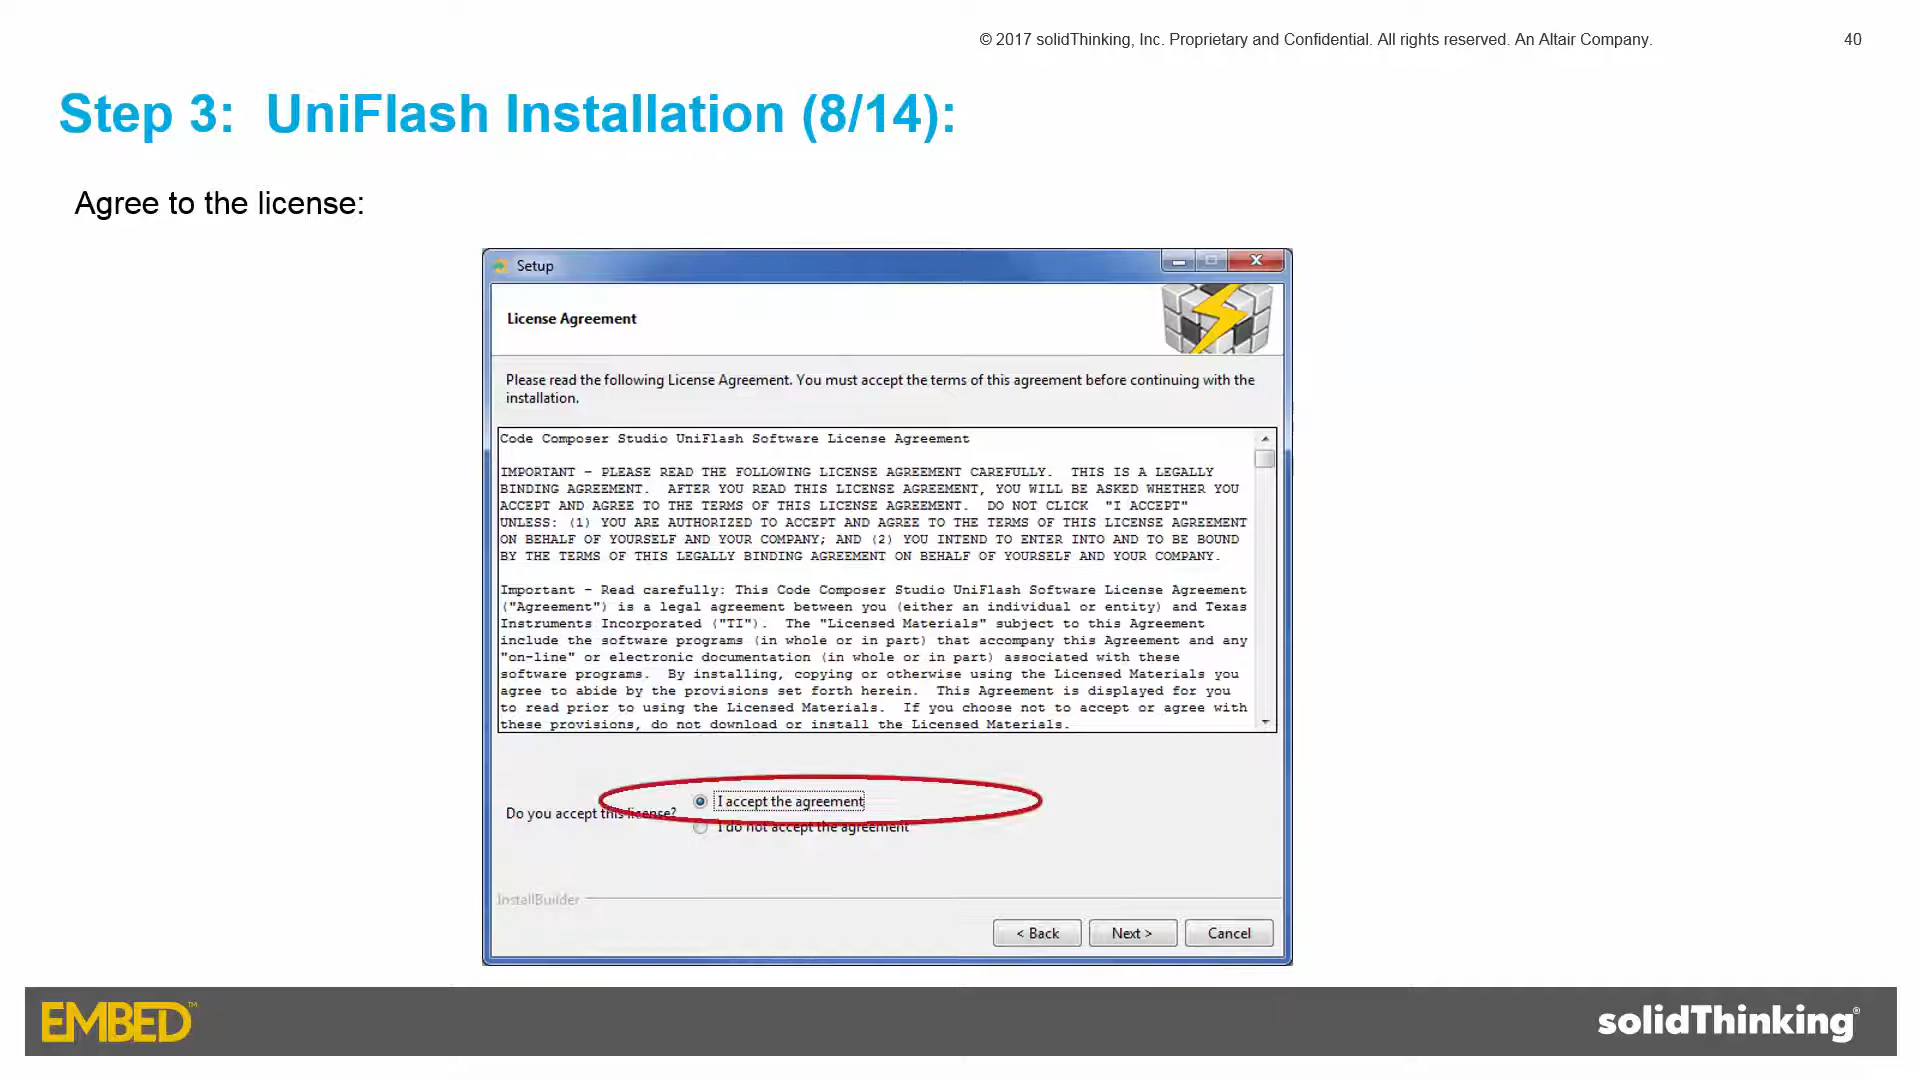 © 2017 solidThinking, Inc. Proprietary and Confidential. All rights reserved. An Altair Company.
40
Step 3:  UniFlash Installation (8/14):
Agree to the license:
Setup
License Agreement
Please read the following License Agreement. You must accept the terms of this agreement before continuing with the
installation.
Code Composer Studio UniFlash Software License Agreement
IMPORTANT - PLEASE READ THE FOLLOWING LICENSE AGREEMENT CAREFULLY.  THIS IS A LEGALLY
BINDING AGREEMENT.  AFTER YOU READ THIS LICENSE AGREEMENT, YOU WILL BE ASKED WHETHER YOU
ACCEPT AND AGREE TO THE TERMS OF THIS LICENSE AGREEMENT.  DO NOT CLICK  "I ACCEPT"
UNLESS: (1) YOU ARE AUTHORIZED TO ACCEPT AND AGREE TO THE TERMS OF THIS LICENSE AGREEMENT
ON BEHALF OF YOURSELF AND YOUR COMPANY; AND (2) YOU INTEND TO ENTER INTO AND TO BE BOUND
BY THE TERMS OF THIS LEGALLY BINDING AGREEMENT ON BEHALF OF YOURSELF AND YOUR COMPANY.
Important - Read carefully: This Code Composer Studio UniFlash Software License Agreement
("Agreement") is a legal agreement between you (either an individual or entity) and Texas
Instruments Incorporated ("TI").  The "Licensed Materials" subject to this Agreement
include the software programs (in whole or in part) that accompany this Agreement and any
"on-line" or electronic documentation (in whole or in part) associated with these
software programs.  By installing, copying or otherwise using the Licensed Materials you
agree to abide by the provisions set forth herein.  This Agreement is displayed for you
to read prior to using the Licensed Materials.  If you choose not to accept or agree with
these provisions, do not download or install the Licensed Materials.
I accept the agreement
Do you accept this license?
I do not accept the agreement
InstallBuilder
< Back
Next >
Cancel
EMBED™
solidThinking®